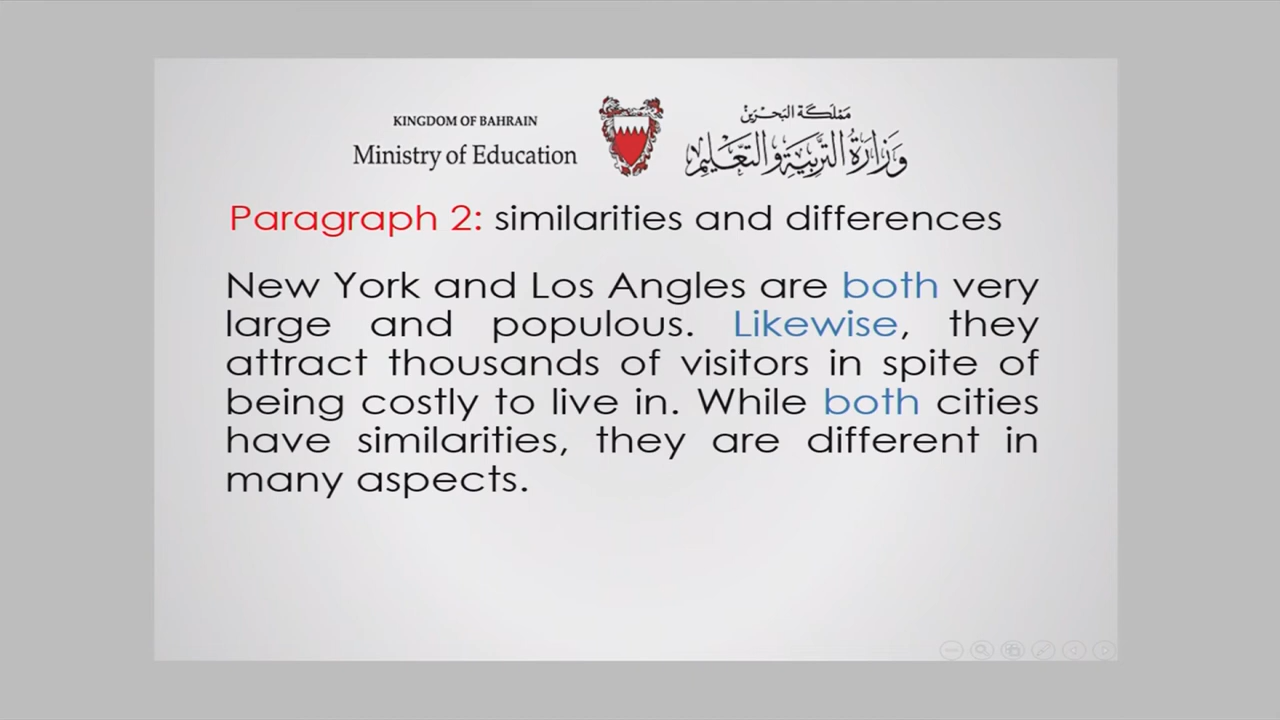 KINGDOM OF BAHRAIN
Ministry of Education
مملكة البحرين
وزارة التربية والتعليم
Paragraph 2: similarities and differences
New York and Los Angles are both very
large and populous. Likewise, they
attract thousands of visitors in spite of
being costly to live in. While both cities
have similarities, they are different in
many aspects.